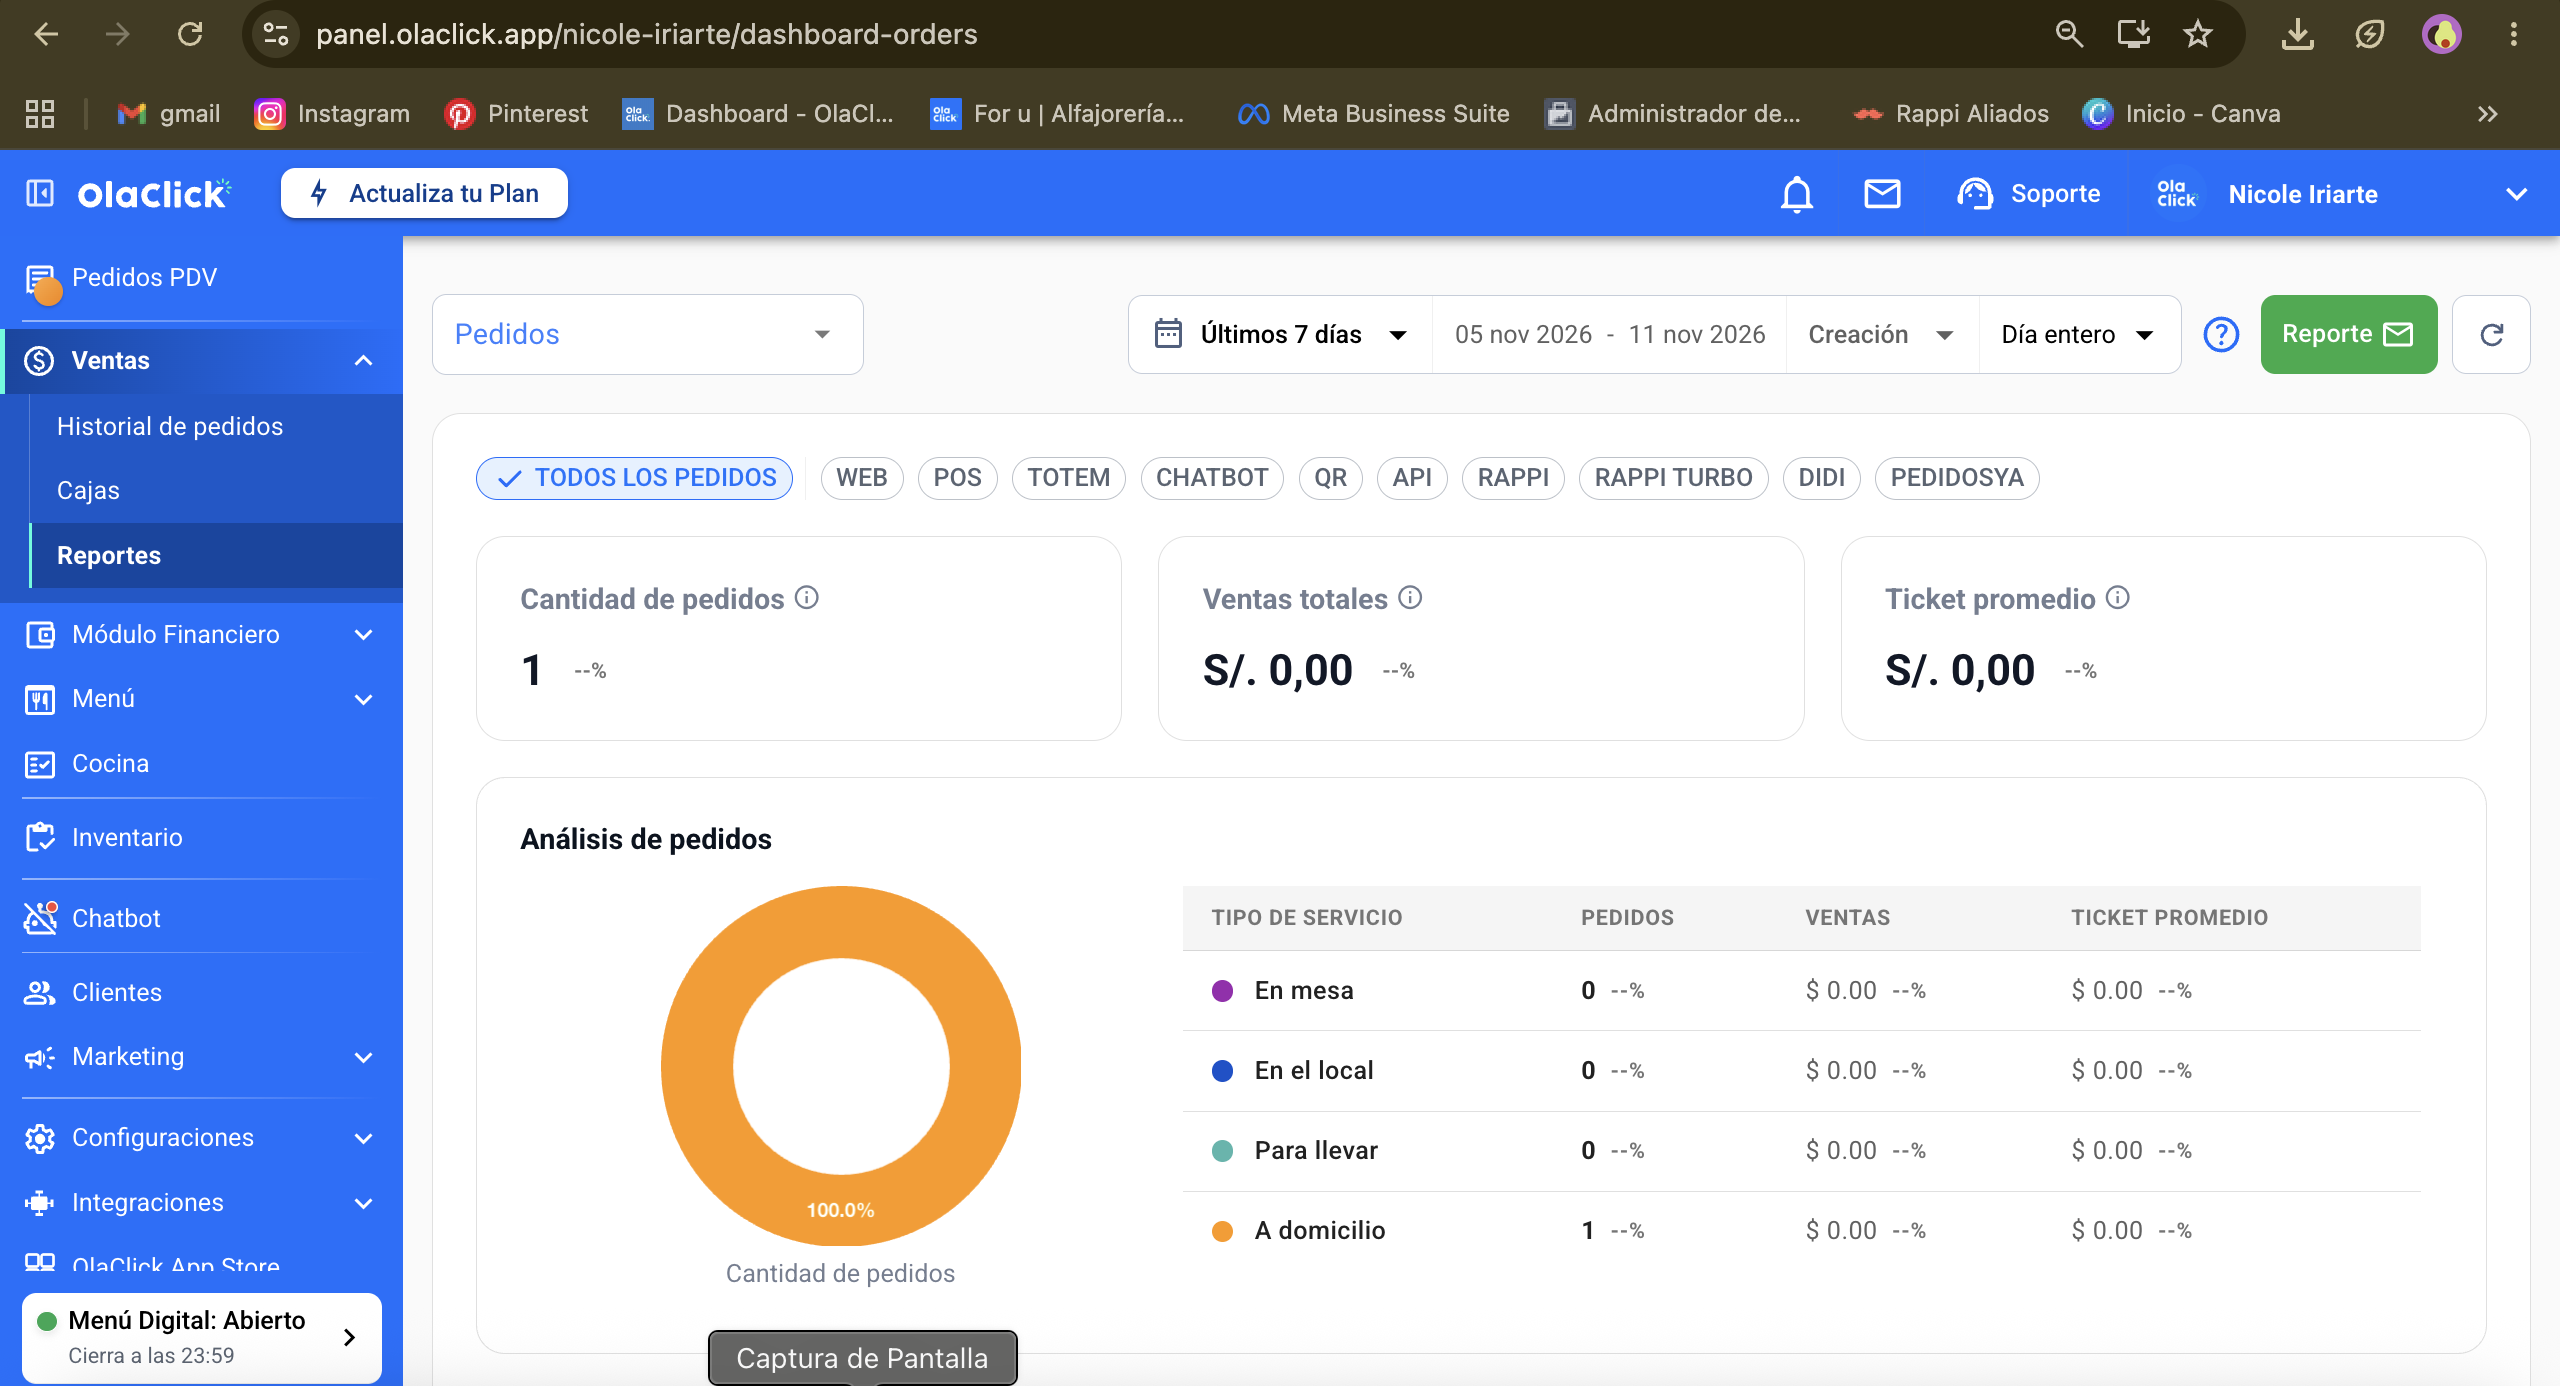 panel.olaclick.app/nicole-iriarte/dashboard-orders
gmail
Instagram
Pinterest
Ola Click.
Dashboard - OlaCl...
Ola Click
For u | Alfajorería...
Meta Business Suite
Administrador de...
Rappi Aliados
Inicio - Canva
olaclick
Actualiza tu Plan
Soporte
Ola Click
Nicole Iriarte
Pedidos PDV
Ventas
Historial de pedidos
Cajas
Reportes
Módulo Financiero
Menú
Cocina
Inventario
Chatbot
Clientes
Marketing
Configuraciones
Integraciones
OlaClick App Store
Menú Digital: Abierto
Cierra a las 23:59
Pedidos
Últimos 7 días
05 nov 2026 - 11 nov 2026
Creación
Día entero
Reporte
TODOS LOS PEDIDOS
WEB
POS
TOTEM
CHATBOT
QR
API
RAPPI
RAPPI TURBO
DIDI
PEDIDOSYA
Cantidad de pedidos
1 --%
Ventas totales
S/. 0,00 --%
Ticket promedio
S/. 0,00 --%
Análisis de pedidos
100.0%
Cantidad de pedidos
TIPO DE SERVICIO PEDIDOS VENTAS TICKET PROMEDIO
En mesa 0 --% $ 0.00 --% $ 0.00 --%
En el local 0 --% $ 0.00 --% $ 0.00 --%
Para llevar 0 --% $ 0.00 --% $ 0.00 --%
A domicilio 1 --% $ 0.00 --% $ 0.00 --%
Captura de Pantalla